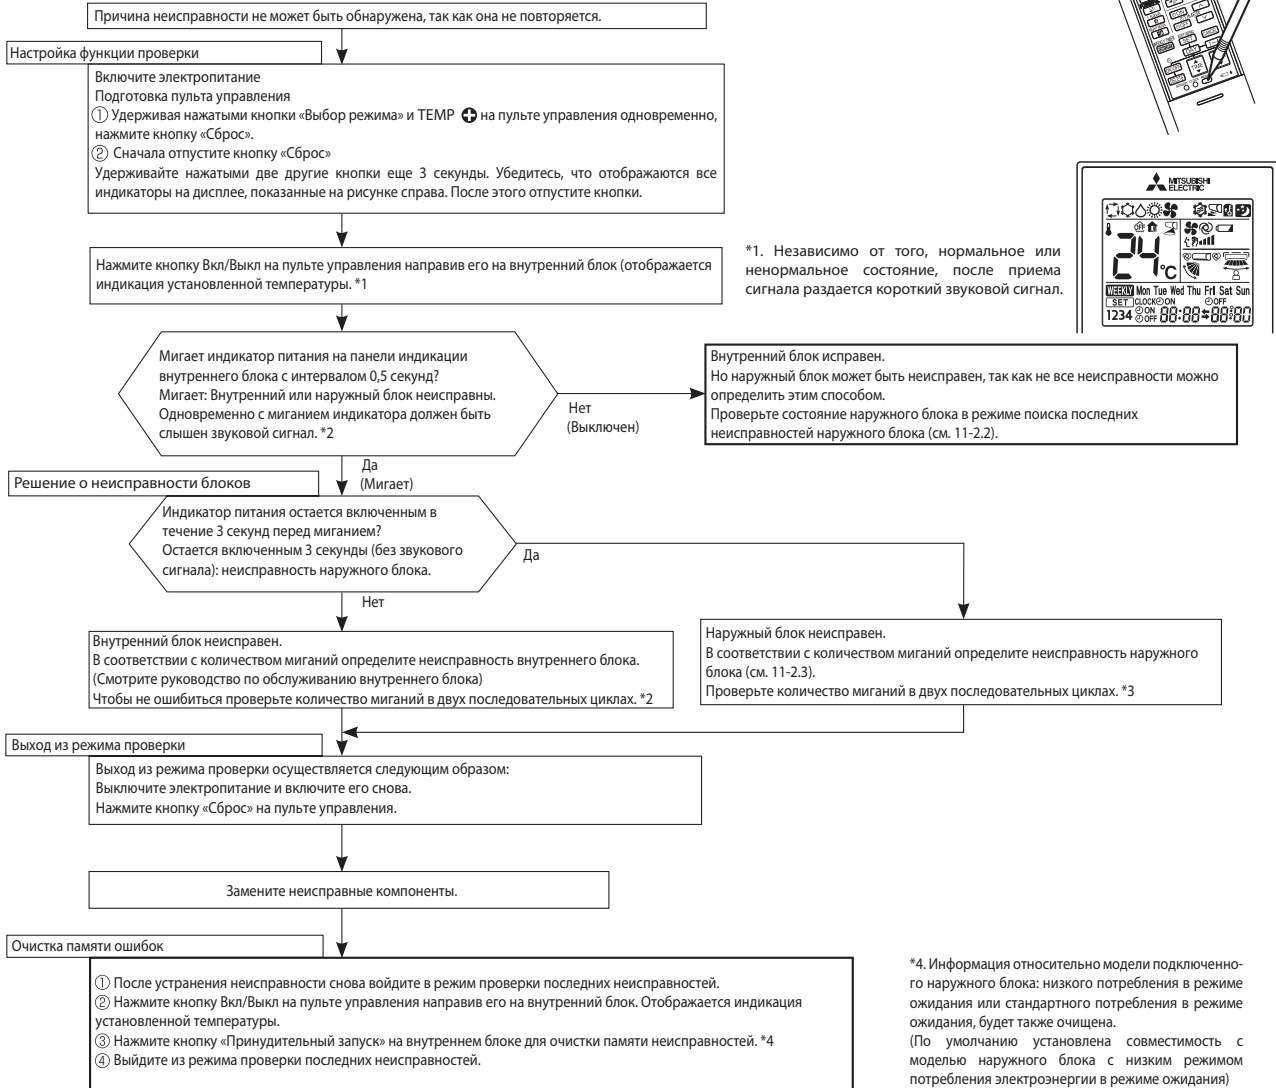 Причина неисправности не может быть обнаружена, так как она не повторяется.
Настройка функции проверки
Включите электропитание
Подготовка пульта управления
① Удерживая нажатыми кнопки «Выбор режима» и TEMP ➕ на пульте управления одновременно,
нажмите кнопку «Сброс».
② Сначала отпустите кнопку «Сброс»
Удерживайте нажатыми две другие кнопки еще 3 секунды. Убедитесь, что отображаются все
индикаторы на дисплее, показанные на рисунке справа. После этого отпустите кнопки.
TIME
MITSUBISHI
ELECTRIC
OFF
24°C
WEEKLY Mon Tue Wed Thu Fri Sat Sun
SET CLOCK ON OFF
1234 ON OFF 88:88 88:88
Нажмите кнопку Вкл/Выкл на пульте управления направив его на внутренний блок (отображается
индикация установленной температуры. *1
*1. Независимо от того, нормальное или
ненормальное состояние, после приема
сигнала раздается короткий звуковой сигнал.
Мигает индикатор питания на панели индикации
внутреннего блока с интервалом 0,5 секунд?
Мигает: Внутренний или наружный блок неисправны.
Одновременно с миганием индикатора должен быть
слышен звуковой сигнал. *2
Нет
(Выключен)
Внутренний блок исправен.
Но наружный блок может быть неисправен, так как не все неисправности можно
определить этим способом.
Проверьте состояние наружного блока в режиме поиска последних
неисправностей наружного блока (см. 11-2.2).
Да
(Мигает)
Решение о неисправности блоков
Индикатор питания остается включенным в
течение 3 секунд перед миганием?
Остается включенным 3 секунды (без звукового
сигнала): неисправность наружного блока.
Да
Нет
Внутренний блок неисправен.
В соответствии с количеством миганий определите неисправность внутреннего блока.
(Смотрите руководство по обслуживанию внутреннего блока)
Чтобы не ошибиться проверьте количество миганий в двух последовательных циклах. *2
Наружный блок неисправен.
В соответствии с количеством миганий определите неисправность наружного
блока (см. 11-2.3).
Проверьте количество миганий в двух последовательных циклах. *3
Выход из режима проверки
Выход из режима проверки осуществляется следующим образом:
Выключите электропитание и включите его снова.
Нажмите кнопку «Сброс» на пульте управления.
Замените неисправные компоненты.
Очистка памяти ошибок
① После устранения неисправности снова войдите в режим проверки последних неисправностей.
② Нажмите кнопку Вкл/Выкл на пульте управления направив его на внутренний блок. Отображается индикация
установленной температуры.
③ Нажмите кнопку «Принудительный запуск» на внутреннем блоке для очистки памяти неисправностей. *4
④ Выйдите из режима проверки последних неисправностей.
*4. Информация относительно модели подключенно-
го наружного блока: низкого потребления в режиме
ожидания или стандартного потребления в режиме
ожидания, будет также очищена.
(По умолчанию установлена совместимость с
моделью наружного блока с низким режимом
потребления электроэнергии в режиме ожидания)